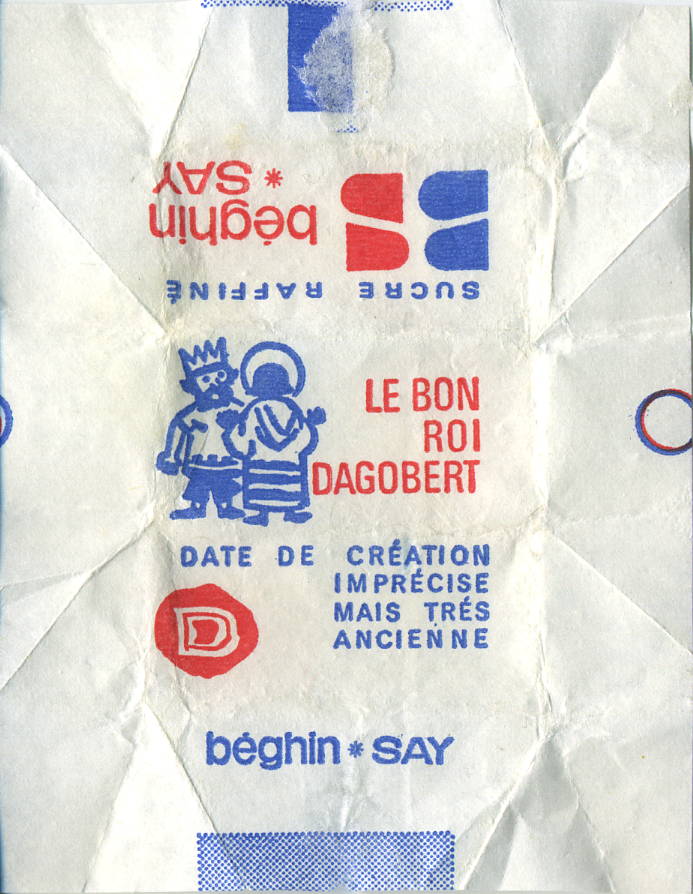 béghin
* SAY
SUCRE RAFFINÉ
LE BON
ROI
DAGOBERT
DATE DE CRÉATION
IMPRÉCISE
MAIS TRÉS
ANCIENNE
D
béghin * SAY